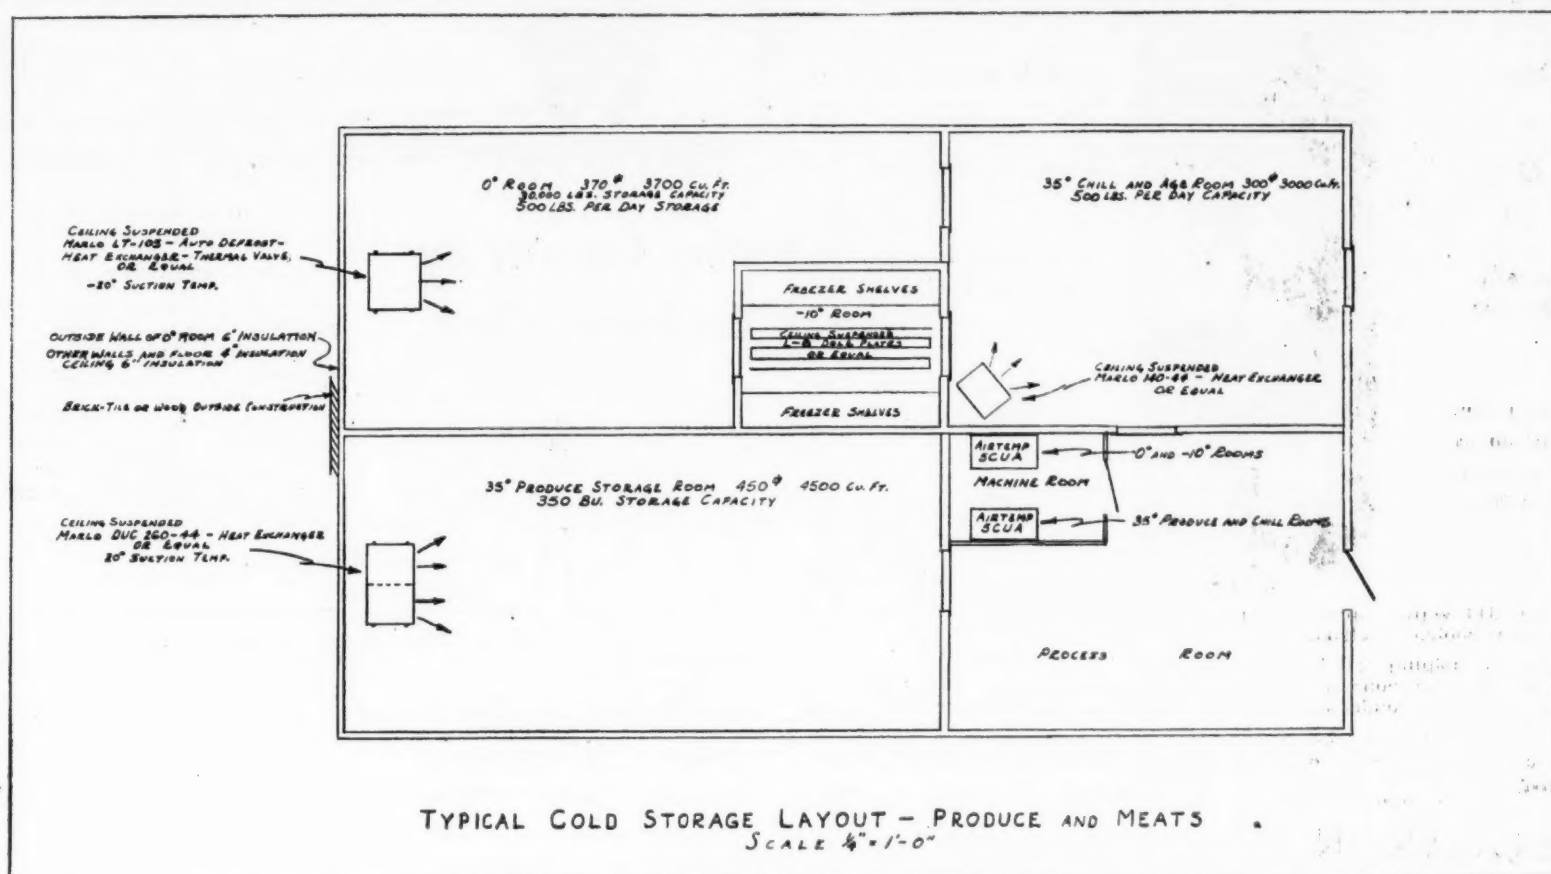 0° ROOM 370# 3700 CU. FT.
30,000 LBS. STORAGE CAPACITY
500 LBS. PER DAY STORAGE
35° CHILL AND AGE ROOM 300# 3000 CU. FT.
500 LBS. PER DAY CAPACITY
CEILING SUSPENDED
MARLO LT-105 - AUTO DEFROST-
HEAT EXCHANGER - THERMAL VALVE,
OR EQUAL
-20° SUCTION TEMP.
FREEZER SHELVES
-10° ROOM
CEILING SUSPENDED
DOLE PLATES
OR EQUAL
FREEZER SHELVES
OUTSIDE WALL OF 0° ROOM 6" INSULATION
OTHER WALLS AND FLOOR 4" INSULATION
CEILING 6" INSULATION
BRICK-TILE OR WOOD OUTSIDE CONSTRUCTION
CEILING SUSPENDED
MARLO 140-44 - HEAT EXCHANGER
OR EQUAL
AIRTEMP
5CUA
0° AND -10° ROOMS
MACHINE ROOM
AIRTEMP
5CUA
35° PRODUCE AND CHILL ROOMS
35° PRODUCE STORAGE ROOM 450# 4500 CU. FT.
350 BU. STORAGE CAPACITY
CEILING SUSPENDED
MARLO DUC 260-44 - HEAT EXCHANGER
OR EQUAL
20° SUCTION TEMP.
PROCESS ROOM
TYPICAL COLD STORAGE LAYOUT - PRODUCE AND MEATS
SCALE ¼" = 1'-0"